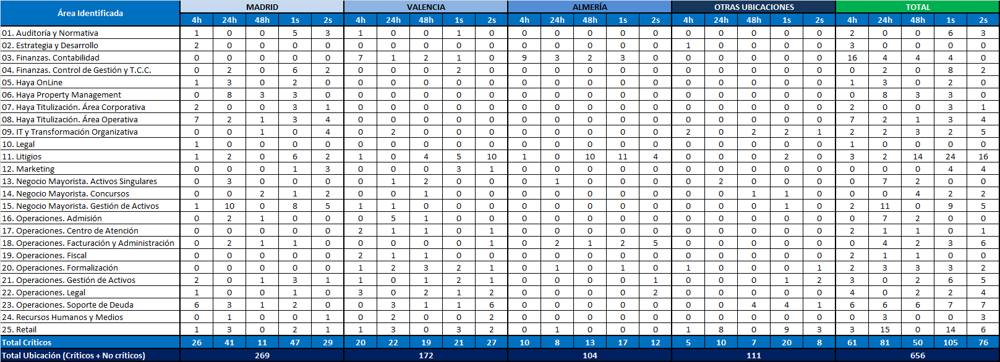 Área Identificada MADRID VALENCIA ALMERÍA OTRAS UBICACIONES TOTAL
4h 24h 48h 1s 2s 4h 24h 48h 1s 2s 4h 24h 48h 1s 2s 4h 24h 48h 1s 2s 4h 24h 48h 1s 2s
01. Auditoría y Normativa 1 0 0 5 3 1 0 0 1 0 0 0 0 0 0 0 0 0 0 0 2 0 0 6 3
02. Estrategia y Desarrollo 2 0 0 0 0 0 0 0 0 0 0 0 0 0 0 1 0 0 0 0 3 0 0 0 0
03. Finanzas. Contabilidad 0 0 0 0 0 7 1 2 1 0 9 3 2 3 0 0 0 0 0 0 16 4 4 4 0
04. Finanzas. Control de Gestión y T.C.C. 0 2 0 6 2 0 0 0 2 0 0 0 0 0 0 0 0 0 0 0 0 2 0 8 2
05. Haya OnLine 1 3 0 2 0 0 0 0 0 0 0 0 0 0 0 0 0 0 0 0 1 3 0 2 0
06. Haya Property Management 0 8 3 3 0 0 0 0 0 0 0 0 0 0 0 0 0 0 0 0 0 8 3 3 0
07. Haya Titulización. Área Corporativa 2 0 0 3 1 0 0 0 0 0 0 0 0 0 0 0 0 0 0 0 2 0 0 3 1
08. Haya Titulización. Área Operativa 7 2 1 3 4 0 0 0 0 0 0 0 0 0 0 0 0 0 0 0 7 2 1 3 4
09. IT y Transformación Organizativa 0 0 1 0 4 0 2 0 0 0 0 0 0 0 0 2 0 2 2 1 2 2 3 2 5
10. Legal 1 0 0 0 0 0 0 0 0 0 0 0 0 0 0 0 0 0 0 0 1 0 0 0 0
11. Litigios 1 2 0 6 2 1 0 4 5 10 1 0 10 11 4 0 0 0 2 0 3 2 14 24 16
12. Marketing 0 0 0 1 3 0 0 0 3 1 0 0 0 0 0 0 0 0 0 0 0 0 0 4 4
13. Negocio Mayorista. Activos Singulares 0 3 0 0 0 0 1 2 0 0 0 1 0 0 0 0 2 0 0 0 0 7 2 0 0
14. Negocio Mayorista. Concursos 0 0 2 1 2 0 0 1 0 0 0 0 0 0 0 0 0 1 1 0 0 0 4 2 2
15. Negocio Mayorista. Gestión de Activos 1 10 0 8 5 1 1 0 0 0 0 0 0 0 0 0 0 0 1 0 2 11 0 9 5
16. Operaciones. Admisión 0 2 1 0 0 0 5 1 0 0 0 0 0 0 0 0 0 0 0 0 0 7 2 0 0
17. Operaciones. Centro de Atención 0 0 0 0 0 2 1 1 0 1 0 0 0 0 0 0 0 0 0 0 2 1 1 0 1
18. Operaciones. Facturación y Administración 0 2 1 1 0 0 0 0 0 1 0 2 1 2 5 0 0 0 0 0 0 4 2 3 6
19. Operaciones. Fiscal 0 0 0 0 0 2 1 1 0 0 0 0 0 0 0 0 0 0 0 0 2 1 1 0 0
20. Operaciones. Formalización 0 0 0 0 0 1 2 3 2 1 0 1 0 1 0 1 0 0 0 1 2 3 3 3 2
21. Operaciones. Gestión de Activos 2 0 1 3 1 1 0 1 2 1 0 0 0 0 1 0 0 0 1 2 3 0 2 6 5
22. Operaciones. Legal 1 0 0 1 0 3 0 2 1 2 0 0 0 0 2 0 0 0 0 0 4 0 2 2 4
23. Operaciones. Soporte de Deuda 6 3 1 2 0 0 3 1 1 6 0 0 0 0 0 0 0 4 4 1 6 6 6 7 7
24. Recursos Humanos y Medios 0 1 0 0 1 0 2 0 0 2 0 0 0 0 0 0 0 0 0 0 0 3 0 0 3
25. Retail 1 3 0 2 1 1 3 0 3 2 0 1 0 0 0 1 8 0 9 3 3 15 0 14 6
Total Críticos 26 41 11 47 29 20 22 19 21 27 10 8 13 17 12 5 10 7 20 8 61 81 50 105 76
Total Ubicación (Críticos + No críticos) 269 172 104 111 656